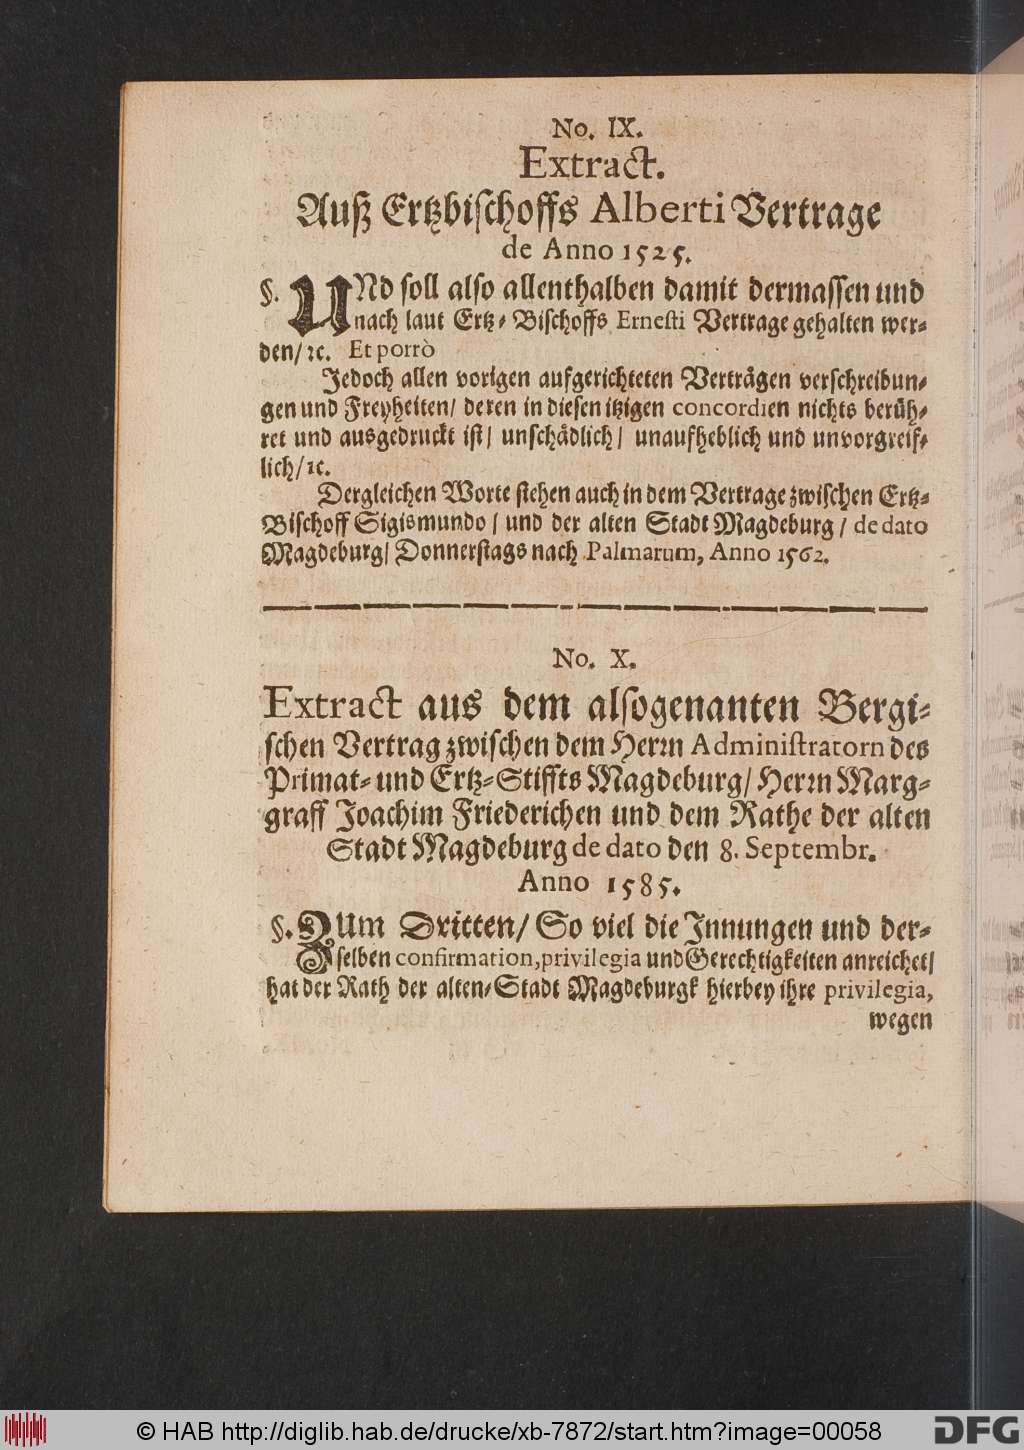 No. IX.
Extract.
Auß Ertzbischoffs Alberti Vertrage
de Anno 1525.
§. UNd soll also allenthalben damit dermassen und
nach laut Ertz-Bischoffs Ernesti Vertrage gehalten wer-
den/ ꝛc. Et porrò
Jedoch allen vorigen aufgerichteten Verträgen verschreibun-
gen und Freyheiten/ deren in diesen itzigen concordien nichts berüh-
ret und ausgedruckt ist/ unschädlich/ unaufheblich und unvorgreif-
lich/ ꝛc.
Dergleichen Worte stehen auch in dem Vertrage zwischen Ertz-
Bischoff Sigismundo/ und der alten Stadt Magdeburg/ de dato
Magdeburg/ Donnerstags nach Palmarum, Anno 1562.
No. X.
Extract aus dem alsogenanten Bergi-
schen Vertrag zwischen dem Herrn Administratorn des
Primat- und Ertz-Stiffts Magdeburg/ Herrn Marg-
graff Joachim Friederichen und dem Rathe der alten
Stadt Magdeburg de dato den 8. Septembr.
Anno 1585.
§. Zum Dritten/ So viel die Innungen und der-
selben confirmation, privilegia und Gerechtigkeiten anreichet/
hat der Rath der alten-Stadt Magdeburgk hierbey ihre privilegia,
wegen
© HAB http://diglib.hab.de/drucke/xb-7872/start.htm?image=00058
DFG